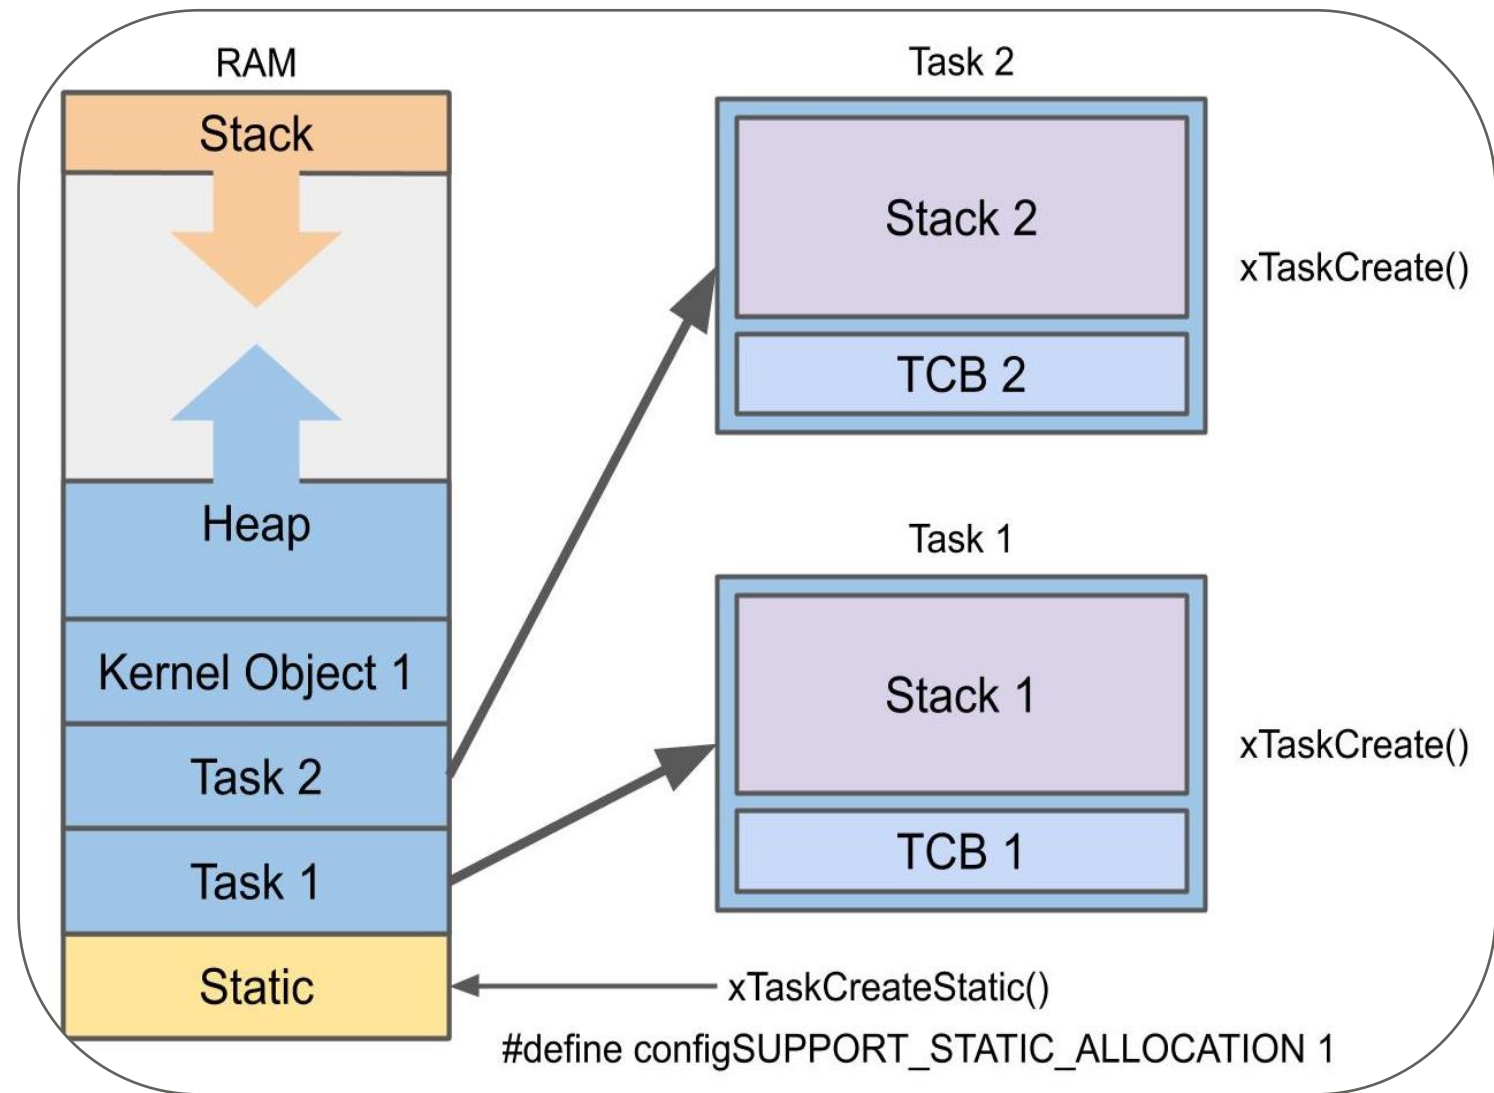 RAM
Stack
Heap
Kernel Object 1
Task 2
Task 1
Static
Task 2
Stack 2
TCB 2
xTaskCreate()
Task 1
Stack 1
TCB 1
xTaskCreate()
xTaskCreateStatic()
#define configSUPPORT_STATIC_ALLOCATION 1